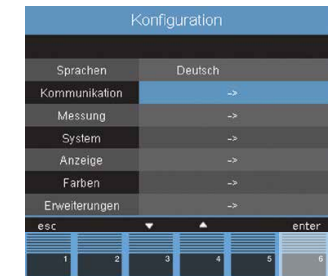 Konfiguration
Sprachen Deutsch
Kommunikation ->
Messung ->
System ->
Anzeige ->
Farben ->
Erweiterungen ->
esc ▼ ▲ enter
1 2 3 4 5 6